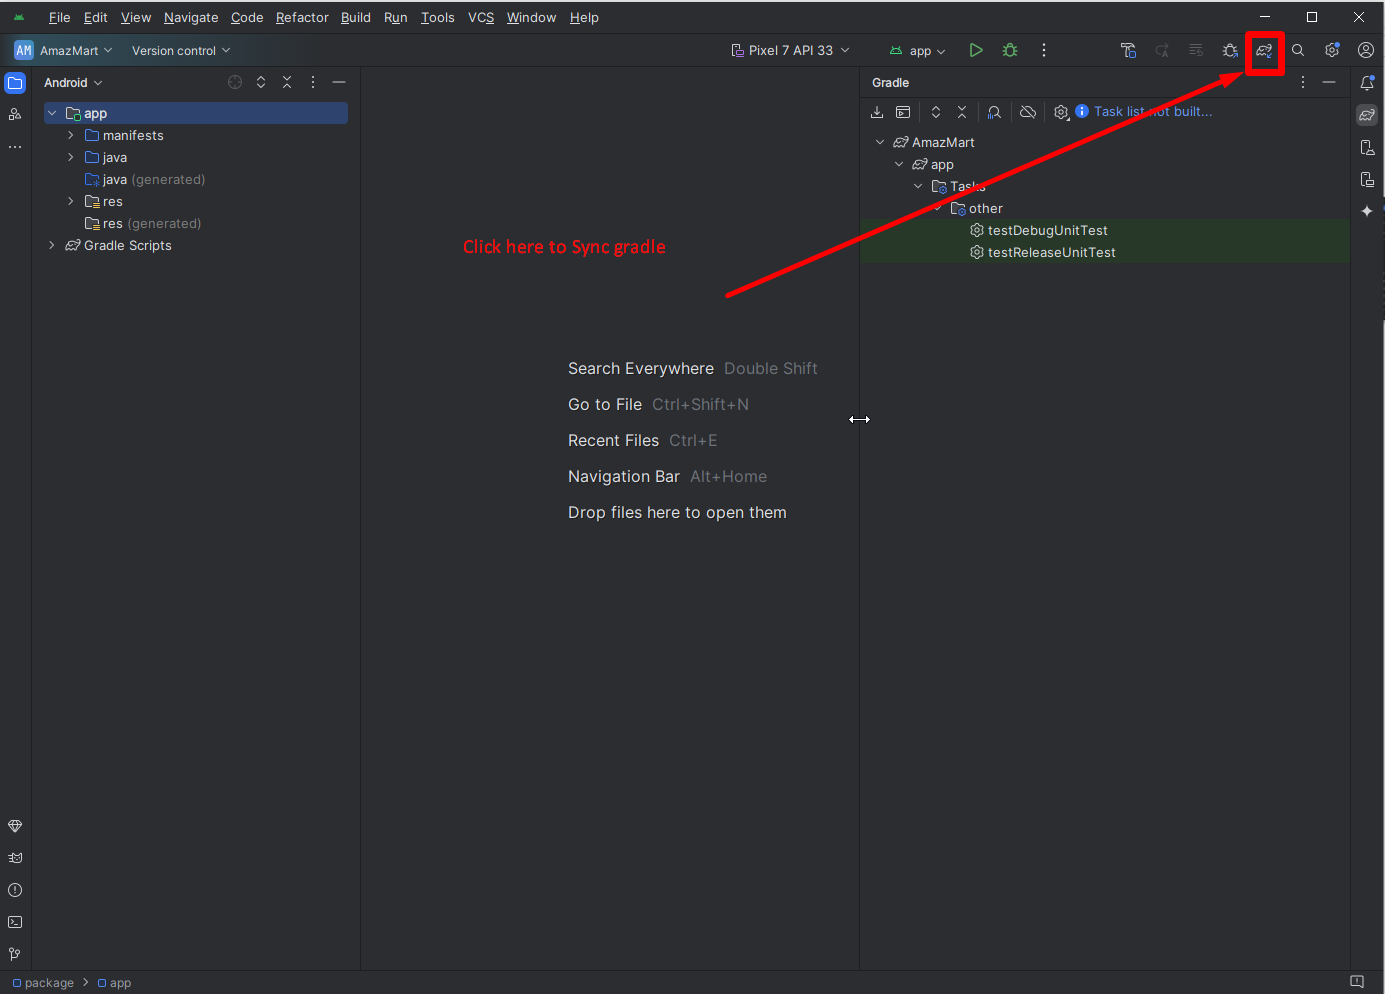 File Edit View Navigate Code Refactor Build Run Tools VCS Window Help
AM AmazMart Version control Pixel 7 API 33 app
Android
app
manifests
java
java (generated)
res
res (generated)
Gradle Scripts
Click here to Sync gradle
Search Everywhere Double Shift
Go to File Ctrl+Shift+N
Recent Files Ctrl+E
Navigation Bar Alt+Home
Drop files here to open them
Gradle
Task list not built...
AmazMart
app
Tasks
other
testDebugUnitTest
testReleaseUnitTest
package > app